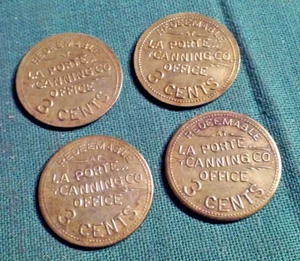 REDEEMABLE
AT
LA PORTE
CANNING CO
OFFICE
3 CENTS
REDEEMABLE
AT
LA PORTE
CANNING CO
OFFICE
3 CENTS
REDEEMABLE
AT
LA PORTE
CANNING CO
OFFICE
3 CENTS
REDEEMABLE
AT
LA PORTE
CANNING CO
OFFICE
3 CENTS